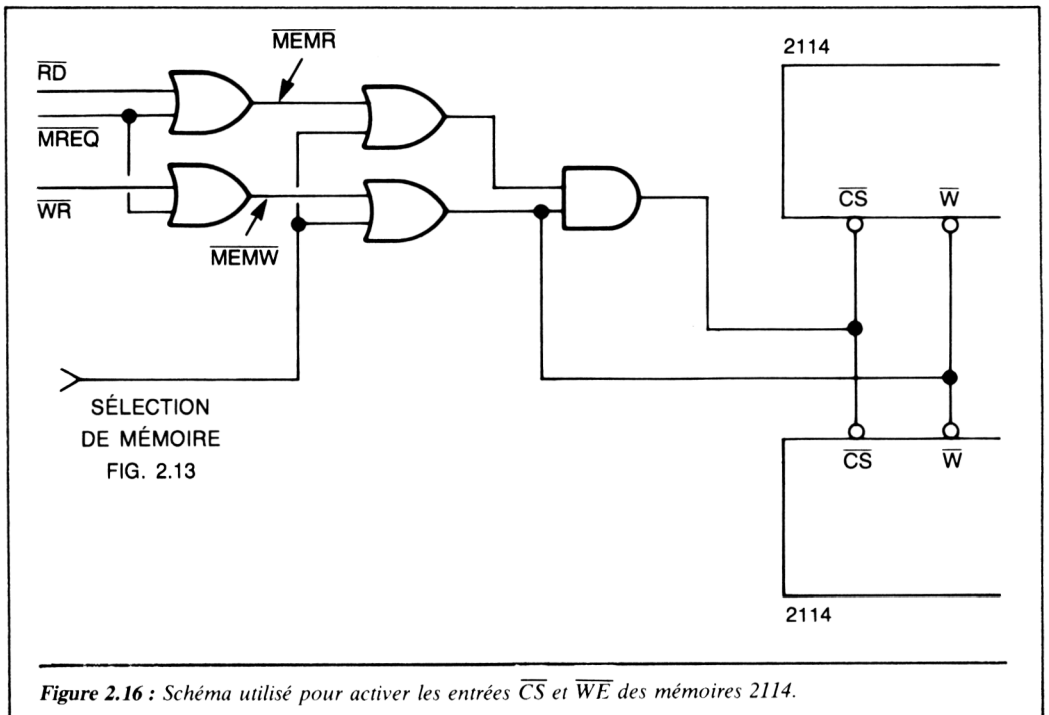 MEMR
2114
RD
MREQ
WR
MEMW
CS W
SÉLECTION
DE MÉMOIRE
FIG. 2.13
CS W
2114
Figure 2.16 : Schéma utilisé pour activer les entrées CS et WE des mémoires 2114.